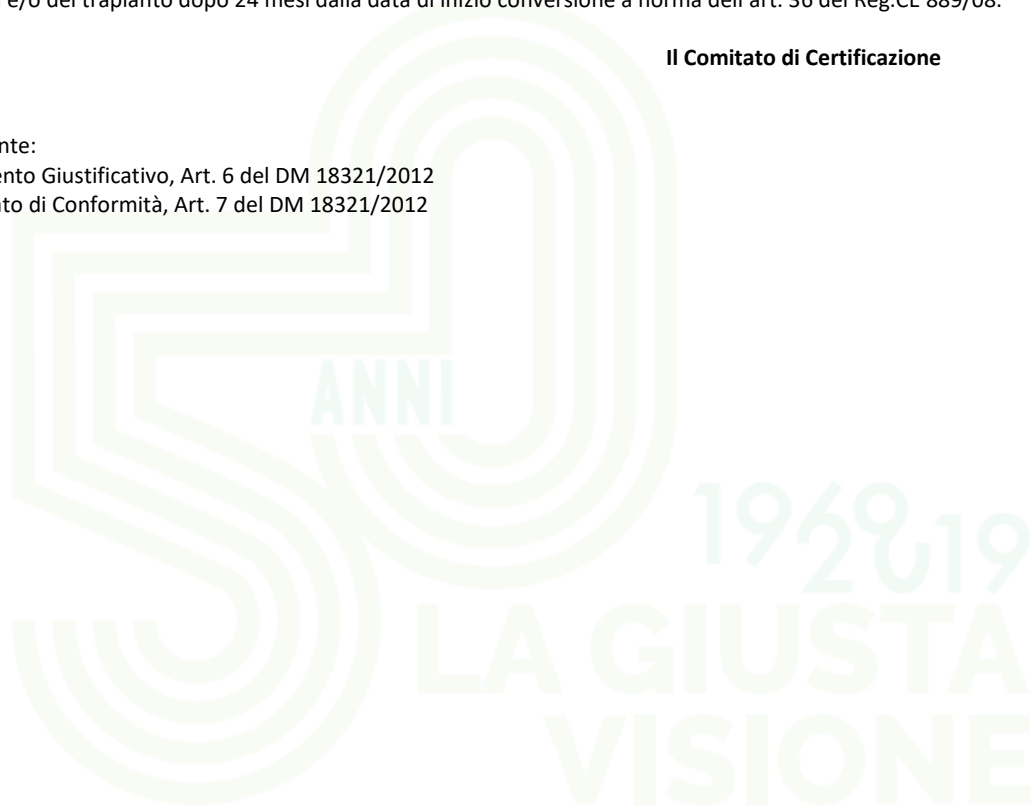 e/o del trapianto dopo 24 mesi dalla data di inizio conversione a norma dell'art. 36 del Reg.CE 889/08.
Il Comitato di Certificazione
nte:
ento Giustificativo, Art. 6 del DM 18321/2012
to di Conformità, Art. 7 del DM 18321/2012
50
ANNI
1969
2019
LA GIUSTA
VISIONE